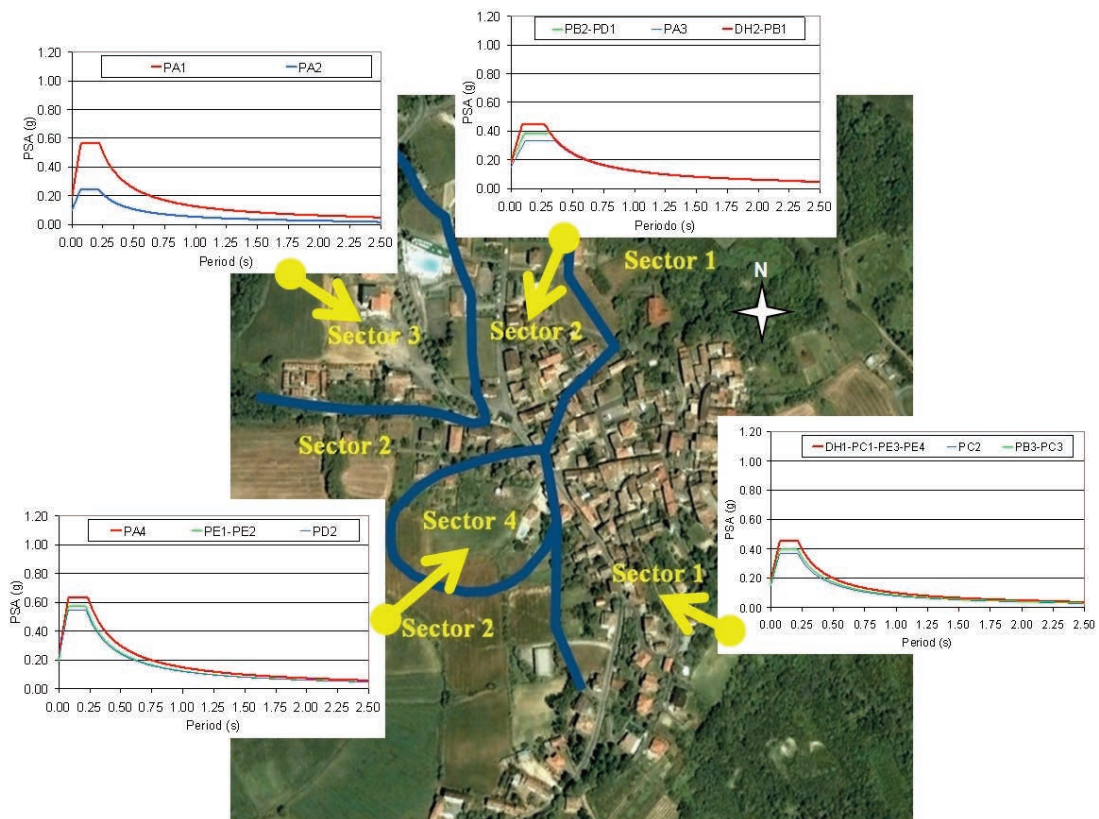 PA1 PA2
1.20
1.00
0.80
0.60
0.40
0.20
0.00
PSA (g)
0.00 0.25 0.50 0.75 1.00 1.25 1.50 1.75 2.00 2.25 2.50
Period (s)
PB2-PD1 PA3 DH2-PB1
1.20
1.00
0.80
0.60
0.40
0.20
0.00
PSA (g)
0.00 0.25 0.50 0.75 1.00 1.25 1.50 1.75 2.00 2.25 2.50
Periodo (s)
Sector 1
N
Sector 3
Sector 2
Sector 2
DH1-PC1-PE3-PE4 PC2 PB3-PC3
1.20
1.00
0.80
0.60
0.40
0.20
0.00
PSA (g)
0.00 0.25 0.50 0.75 1.00 1.25 1.50 1.75 2.00 2.25 2.50
Period (s)
Sector 4
Sector 1
Sector 2
PA4 PE1-PE2 PD2
1.20
1.00
0.80
0.60
0.40
0.20
0.00
PSA (g)
0.00 0.25 0.50 0.75 1.00 1.25 1.50 1.75 2.00 2.25 2.50
Period (s)